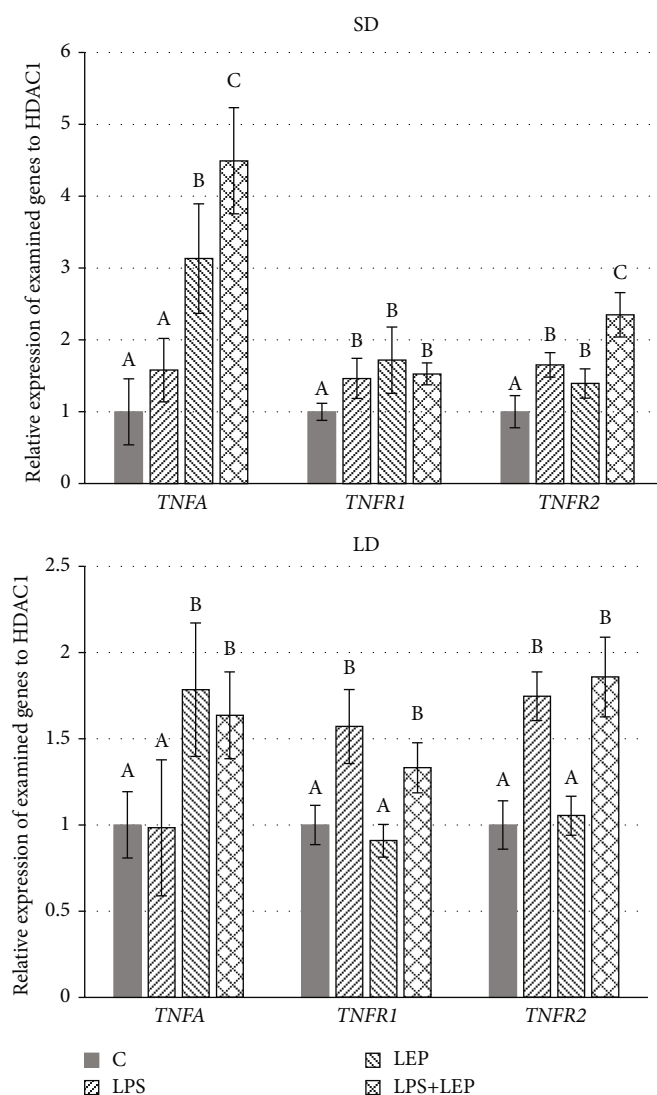 SD
Relative expression of examined genes to HDAC1
6
5
4
3
2
1
0
A
A
B
C
A
B
B
B
A
B
B
C
TNFA
TNFR1
TNFR2
LD
Relative expression of examined genes to HDAC1
2.5
2
1.5
1
0.5
0
A
A
B
B
A
B
A
B
A
B
A
B
TNFA
TNFR1
TNFR2
C
LPS
LEP
LPS+LEP